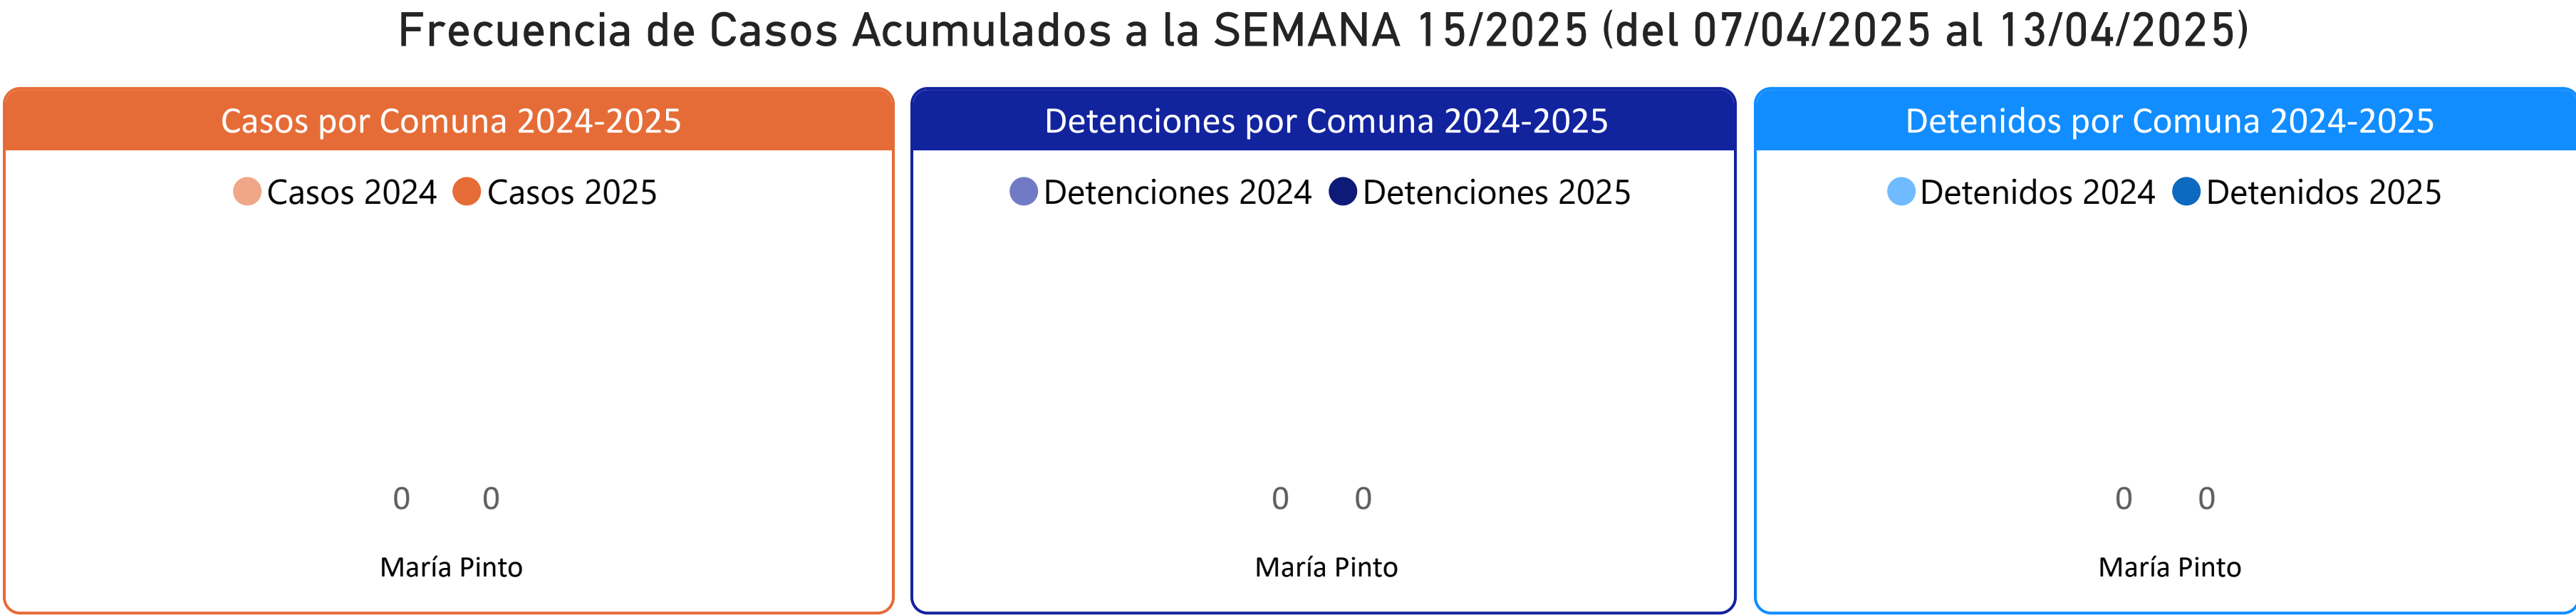 Frecuencia de Casos Acumulados a la SEMANA 15/2025 (del 07/04/2025 al 13/04/2025)
Casos por Comuna 2024-2025
Casos 2024 Casos 2025
0 0
María Pinto
Detenciones por Comuna 2024-2025
Detenciones 2024 Detenciones 2025
0 0
María Pinto
Detenidos por Comuna 2024-2025
Detenidos 2024 Detenidos 2025
0 0
María Pinto